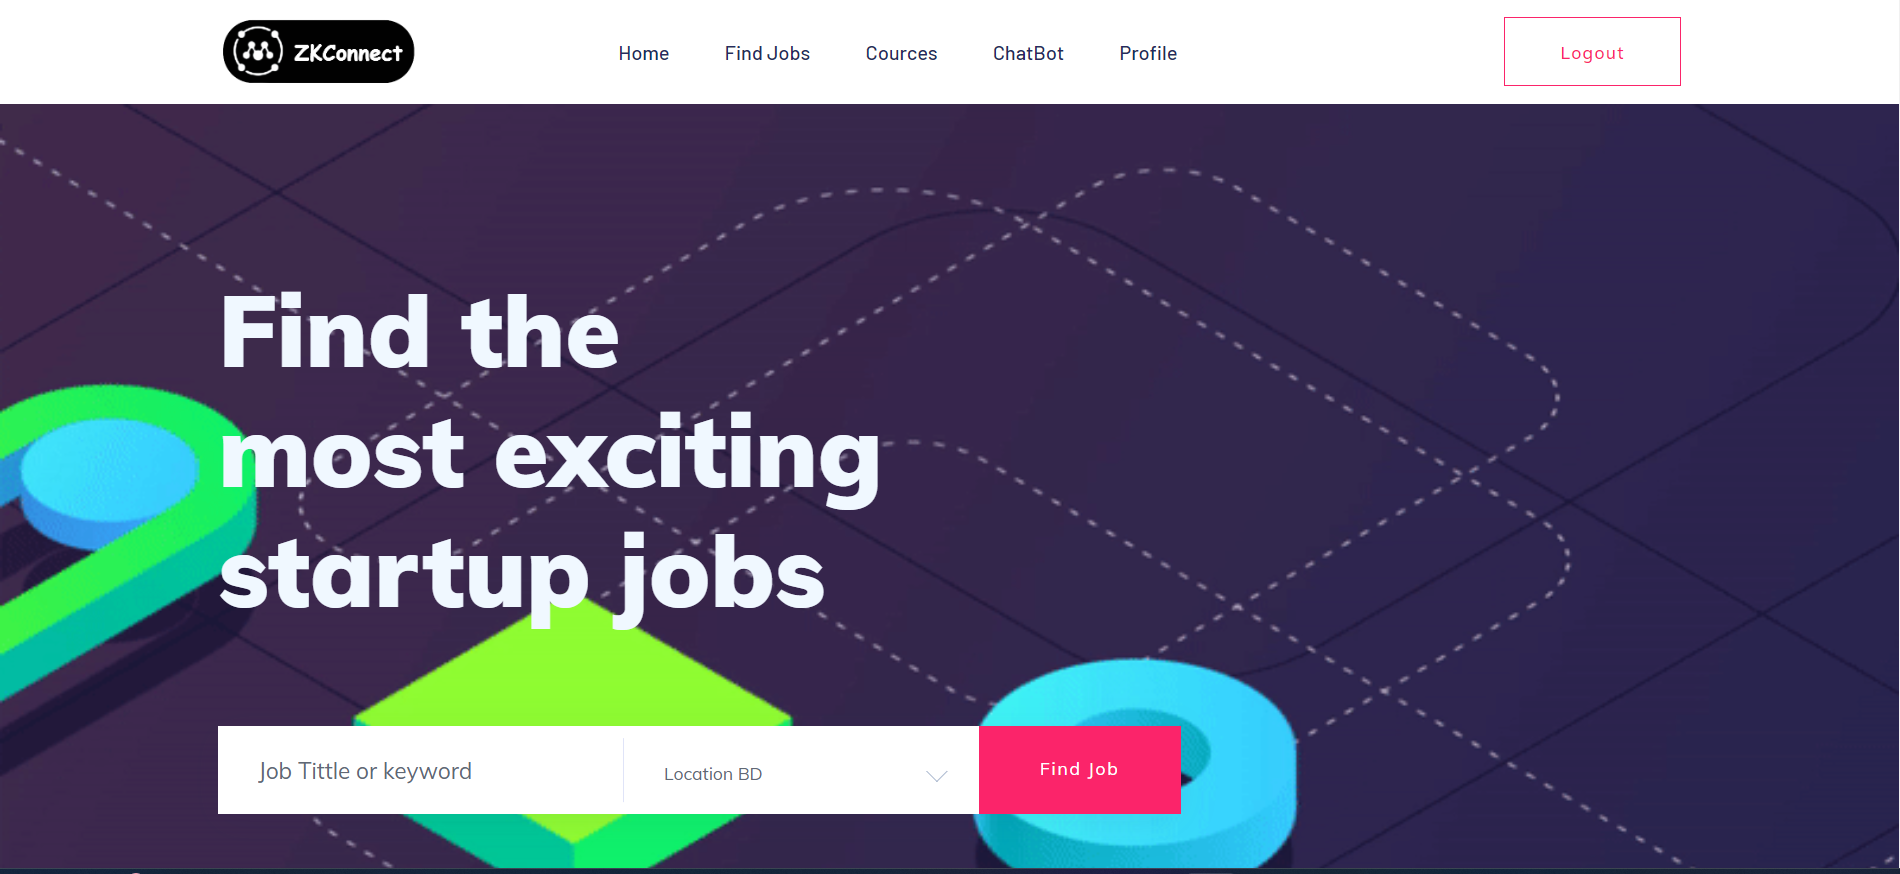 ZKConnect
Home
Find Jobs
Cources
ChatBot
Profile
Logout
Find the
most exciting
startup jobs
Job Tittle or keyword
Location BD
Find Job